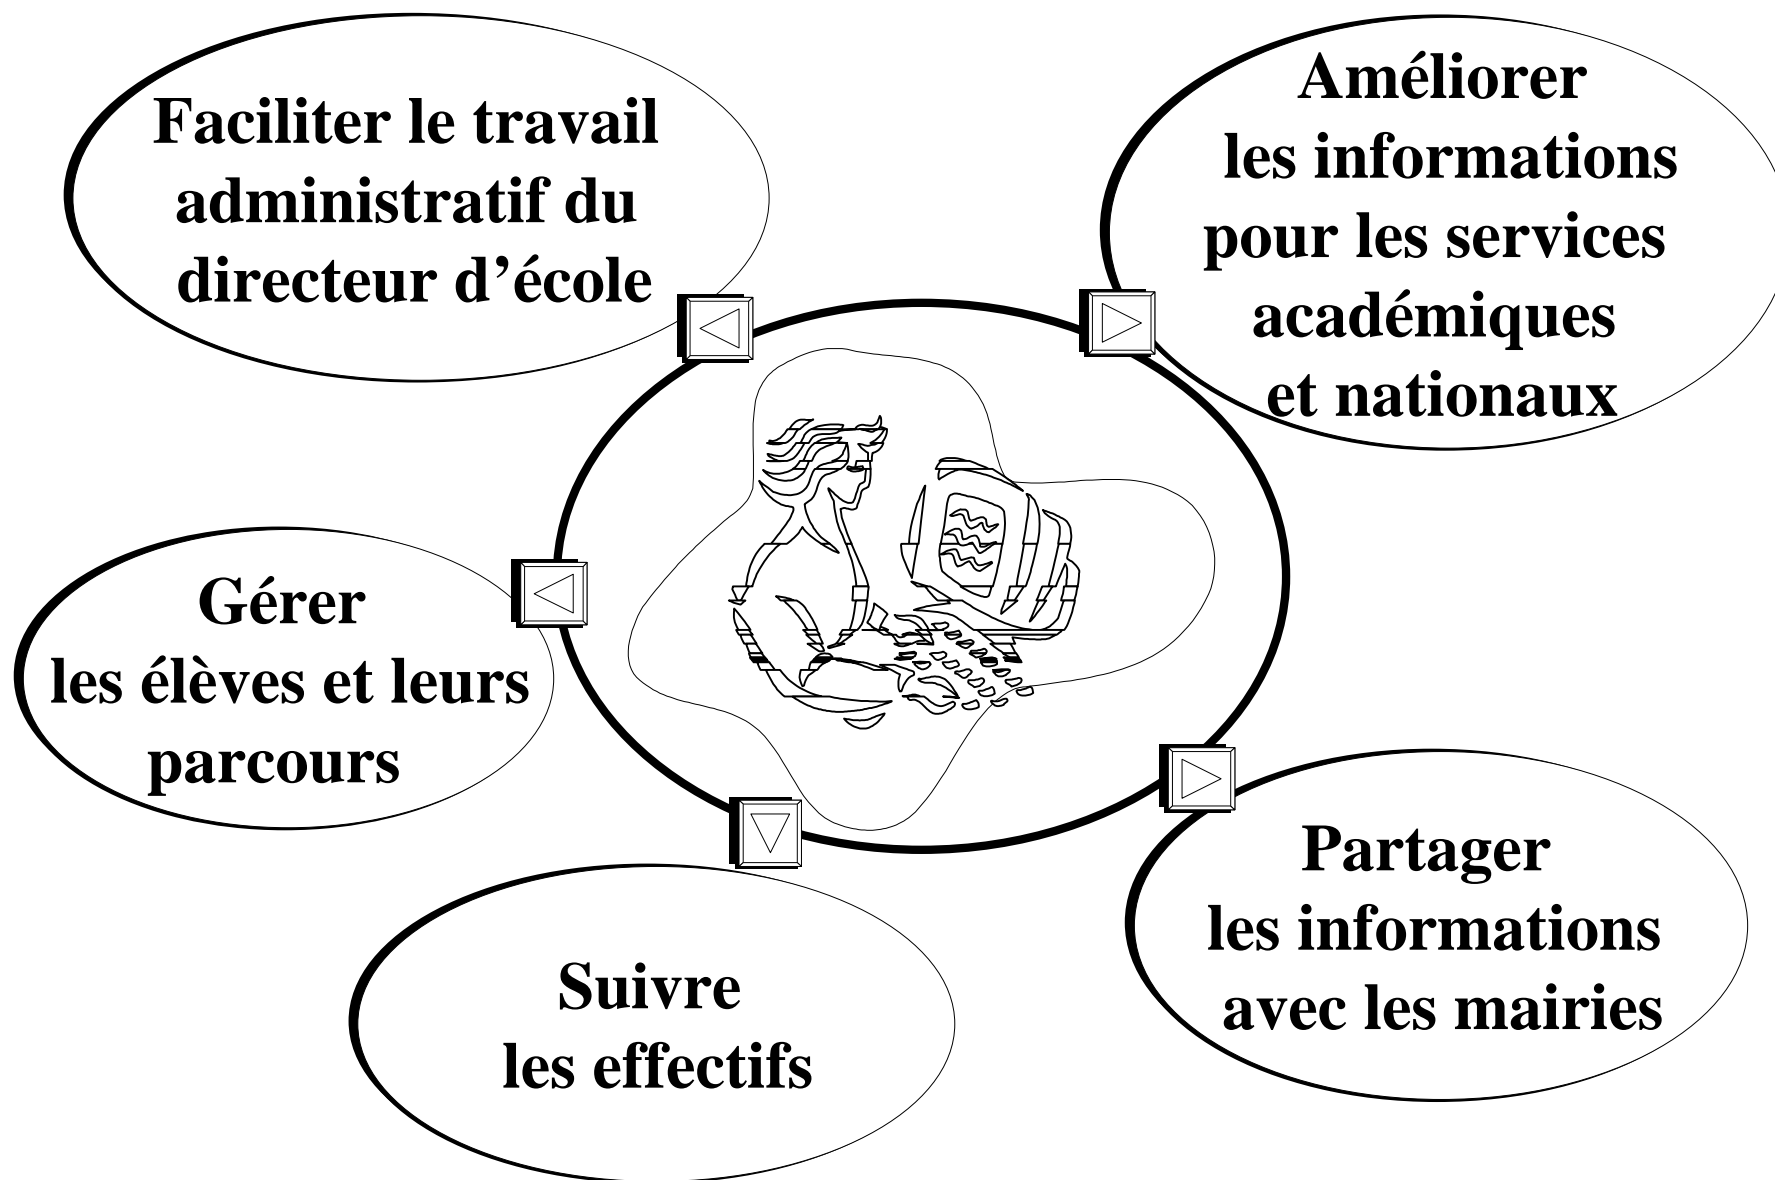 Faciliter le travail
administratif du
directeur d’école
Améliorer
les informations
pour les services
académiques
et nationaux
Gérer
les élèves et leurs
parcours
Suivre
les effectifs
Partager
les informations
avec les mairies